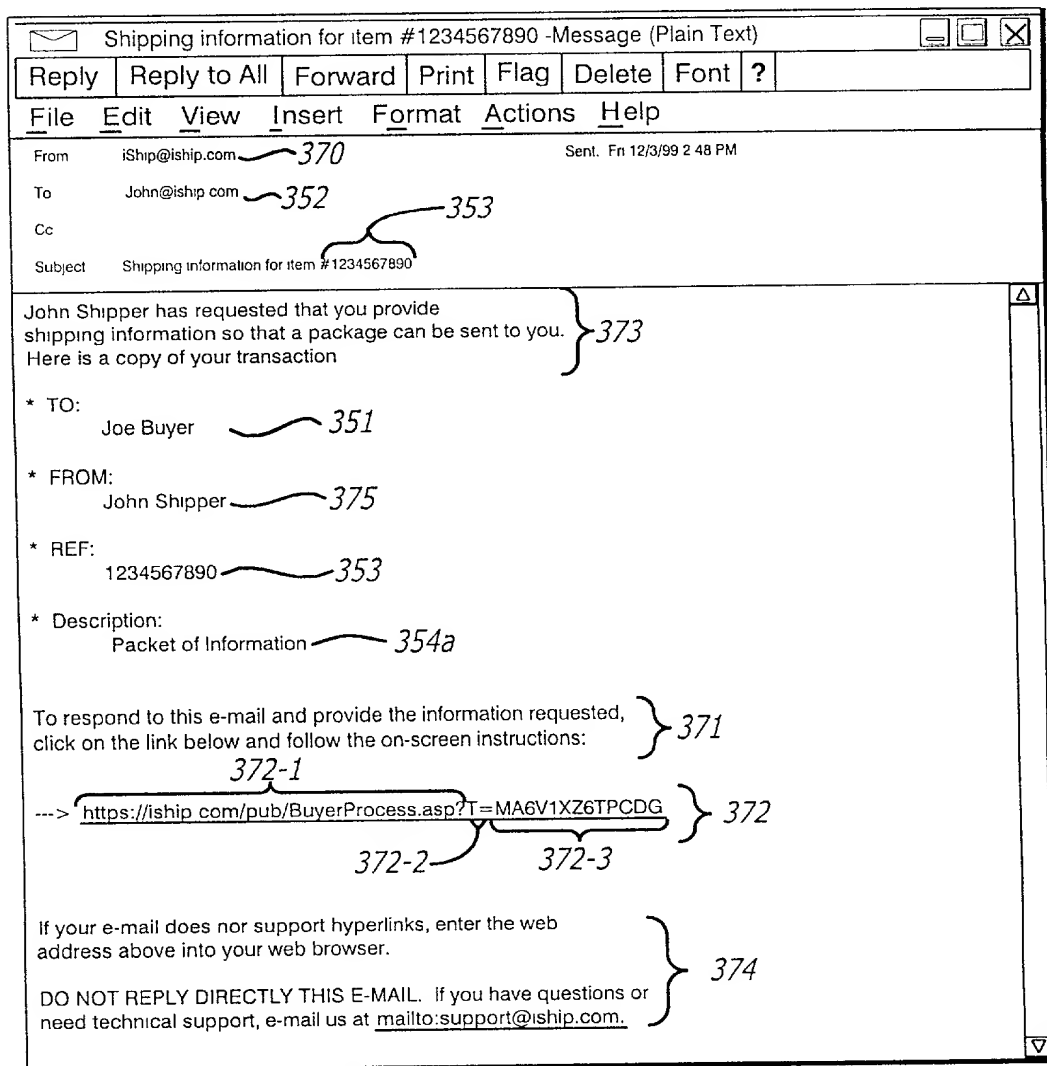 Shipping information for item #1234567890 -Message (Plain Text)
Reply Reply to All Forward Print Flag Delete Font ?
File Edit View Insert Format Actions Help
From iShip@iship.com 370 Sent. Fri 12/3/99 2 48 PM
To John@iship com 352
353
Cc
Subject Shipping information for item #1234567890
John Shipper has requested that you provide
shipping information so that a package can be sent to you.
373
Here is a copy of your transaction
* TO:
Joe Buyer 351
* FROM:
John Shipper 375
* REF:
1234567890 353
* Description:
Packet of Information 354a
To respond to this e-mail and provide the information requested,
371
click on the link below and follow the on-screen instructions:
372-1
---> https://iship com/pub/BuyerProcess.asp?T=MA6V1XZ6TPCDG 372
372-2 372-3
If your e-mail does nor support hyperlinks, enter the web
address above into your web browser.
374
DO NOT REPLY DIRECTLY THIS E-MAIL. If you have questions or
need technical support, e-mail us at mailto:support@iship.com.